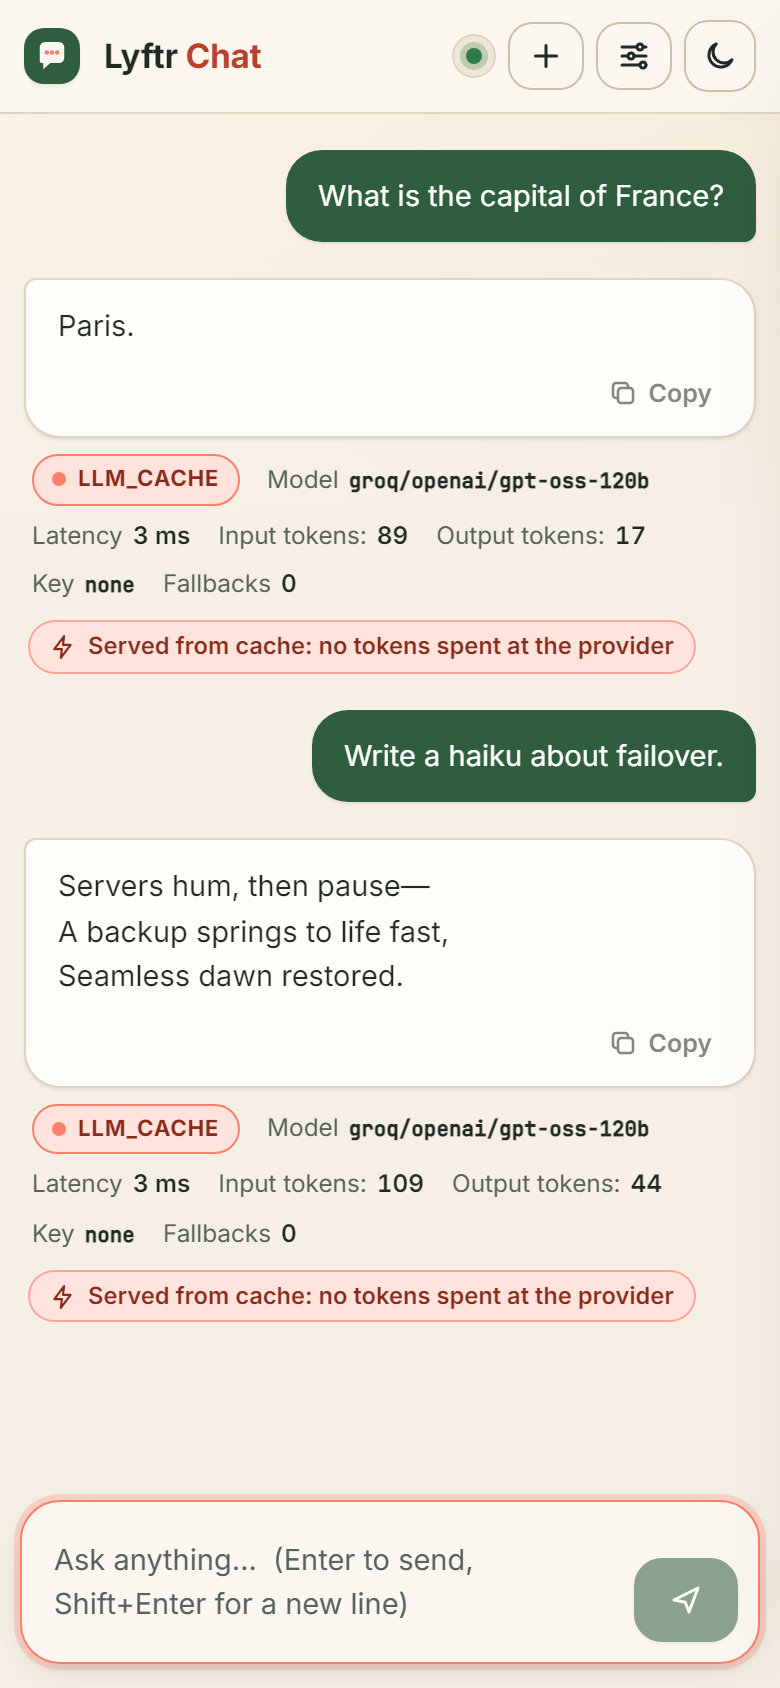 Lyftr Chat
What is the capital of France?
Paris.
Copy
LLM_CACHE Model groq/openai/gpt-oss-120b
Latency 3 ms Input tokens: 89 Output tokens: 17
Key none Fallbacks 0
Served from cache: no tokens spent at the provider
Write a haiku about failover.
Servers hum, then pause—
A backup springs to life fast,
Seamless dawn restored.
Copy
LLM_CACHE Model groq/openai/gpt-oss-120b
Latency 3 ms Input tokens: 109 Output tokens: 44
Key none Fallbacks 0
Served from cache: no tokens spent at the provider
Ask anything… (Enter to send,
Shift+Enter for a new line)